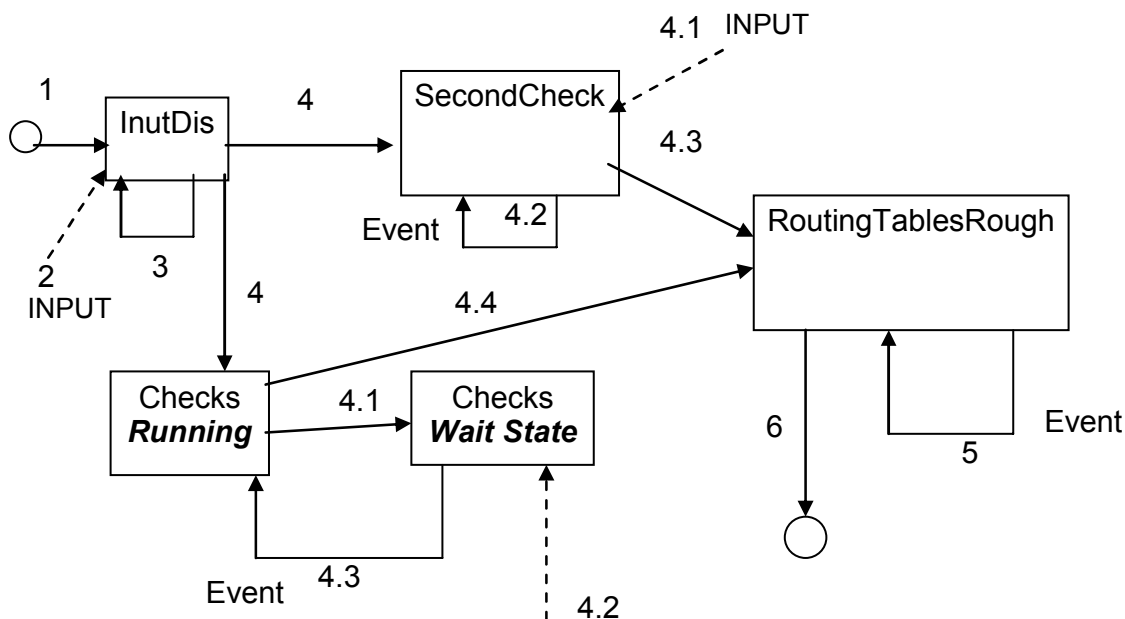 4.1 INPUT
1
4
SecondCheck
InutDis
4.3
Event
4.2
RoutingTablesRough
3
2
INPUT
4
4.4
Checks
Running
4.1
Checks
Wait State
6
5
Event
4.3
Event
4.2